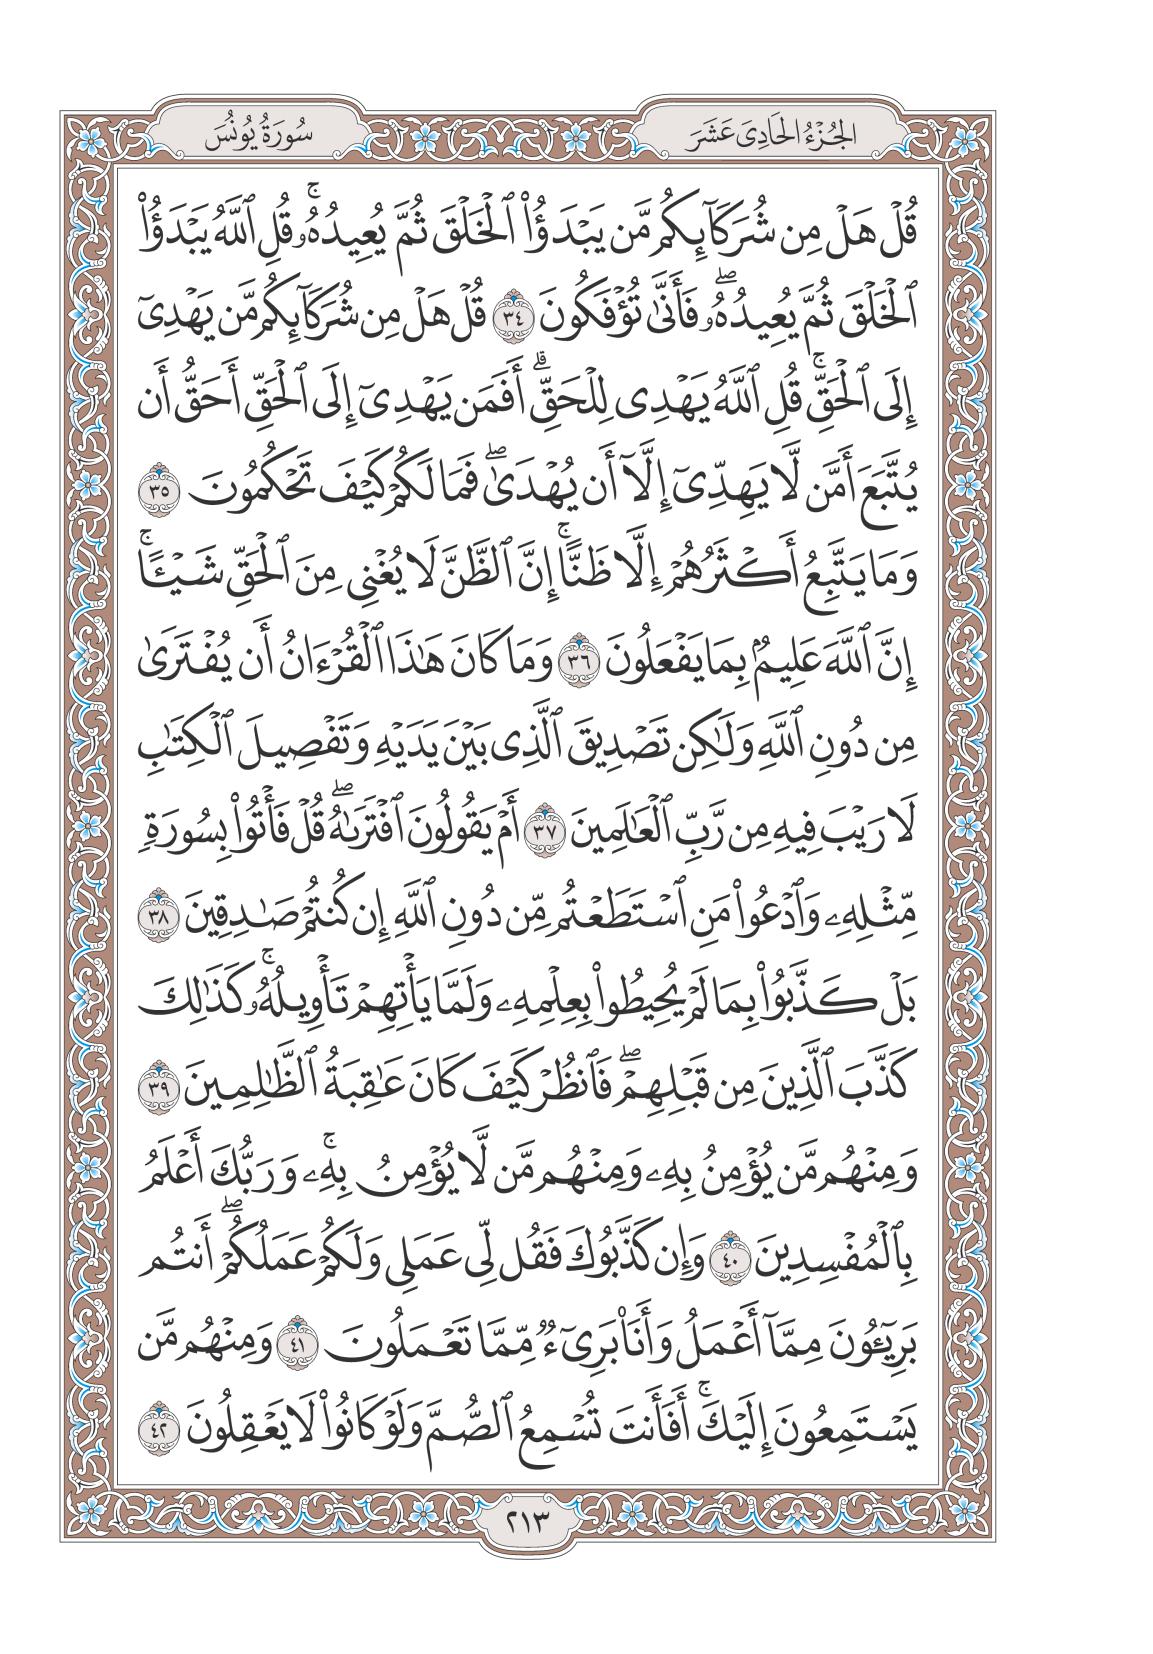 الجُزْءُ الحَادِيَ عَشَرَ
سُورَةُ يُونُسَ
قُلْ هَلْ مِن شُرَكَآئِكُم مَّن يَبْدَؤُا۟ ٱلْخَلْقَ ثُمَّ يُعِيدُهُۥ ۚ قُلِ ٱللَّهُ يَبْدَؤُا۟
ٱلْخَلْقَ ثُمَّ يُعِيدُهُۥ ۖ فَأَنَّىٰ تُؤْفَكُونَ ٣٤ قُلْ هَلْ مِن شُرَكَآئِكُم مَّن يَهْدِىٓ
إِلَى ٱلْحَقِّ ۚ قُلِ ٱللَّهُ يَهْدِى لِلْحَقِّ ۗ أَفَمَن يَهْدِىٓ إِلَى ٱلْحَقِّ أَحَقُّ أَن
يُتَّبَعَ أَمَّن لَّا يَهِدِّىٓ إِلَّآ أَن يُهْدَىٰ ۖ فَمَا لَكُمْ كَيْفَ تَحْكُمُونَ ٣٥
وَمَا يَتَّبِعُ أَكْثَرُهُمْ إِلَّا ظَنًّا ۚ إِنَّ ٱلظَّنَّ لَا يُغْنِى مِنَ ٱلْحَقِّ شَيْـًٔا ۚ
إِنَّ ٱللَّهَ عَلِيمٌۢ بِمَا يَفْعَلُونَ ٣٦ وَمَا كَانَ هَـٰذَا ٱلْقُرْءَانُ أَن يُفْتَرَىٰ
مِن دُونِ ٱللَّهِ وَلَـٰكِن تَصْدِيقَ ٱلَّذِى بَيْنَ يَدَيْهِ وَتَفْصِيلَ ٱلْكِتَـٰبِ
لَا رَيْبَ فِيهِ مِن رَّبِّ ٱلْعَـٰلَمِينَ ٣٧ أَمْ يَقُولُونَ ٱفْتَرَىٰهُ ۖ قُلْ فَأْتُوا۟ بِسُورَةٍ
مِّثْلِهِۦ وَٱدْعُوا۟ مَنِ ٱسْتَطَعْتُم مِّن دُونِ ٱللَّهِ إِن كُنتُمْ صَـٰدِقِينَ ٣٨
بَلْ كَذَّبُوا۟ بِمَا لَمْ يُحِيطُوا۟ بِعِلْمِهِۦ وَلَمَّا يَأْتِهِمْ تَأْوِيلُهُۥ ۚ كَذَٰلِكَ
كَذَّبَ ٱلَّذِينَ مِن قَبْلِهِمْ ۖ فَٱنظُرْ كَيْفَ كَانَ عَـٰقِبَةُ ٱلظَّـٰلِمِينَ ٣٩
وَمِنْهُم مَّن يُؤْمِنُ بِهِۦ وَمِنْهُم مَّن لَّا يُؤْمِنُ بِهِۦ ۚ وَرَبُّكَ أَعْلَمُ
بِٱلْمُفْسِدِينَ ٤٠ وَإِن كَذَّبُوكَ فَقُل لِّى عَمَلِى وَلَكُمْ عَمَلُكُمْ ۖ أَنتُم
بَرِيٓـُٔونَ مِمَّآ أَعْمَلُ وَأَنَا۠ بَرِىٓءٌ مِّمَّا تَعْمَلُونَ ٤١ وَمِنْهُم مَّن
يَسْتَمِعُونَ إِلَيْكَ ۚ أَفَأَنتَ تُسْمِعُ ٱلصُّمَّ وَلَوْ كَانُوا۟ لَا يَعْقِلُونَ ٤٢
٢١٣